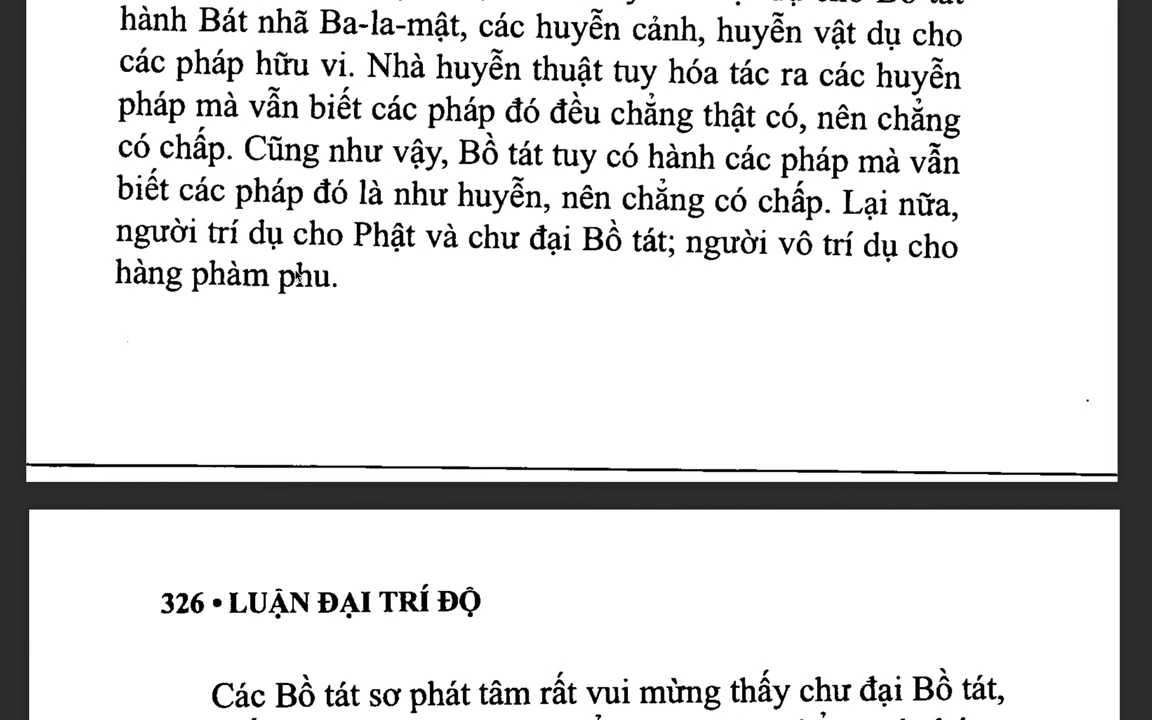 hành Bát nhã Ba-la-mật, các huyễn cảnh, huyễn vật dụ cho
các pháp hữu vi. Nhà huyễn thuật tuy hóa tác ra các huyễn
pháp mà vẫn biết các pháp đó đều chẳng thật có, nên chẳng
có chấp. Cũng như vậy, Bồ tát tuy có hành các pháp mà vẫn
biết các pháp đó là như huyễn, nên chẳng có chấp. Lại nữa,
người trí dụ cho Phật và chư đại Bồ tát; người vô trí dụ cho
hàng phàm phu.
326 • LUẬN ĐẠI TRÍ ĐỘ
Các Bồ tát sơ phát tâm rất vui mừng thấy chư đại Bồ tát,